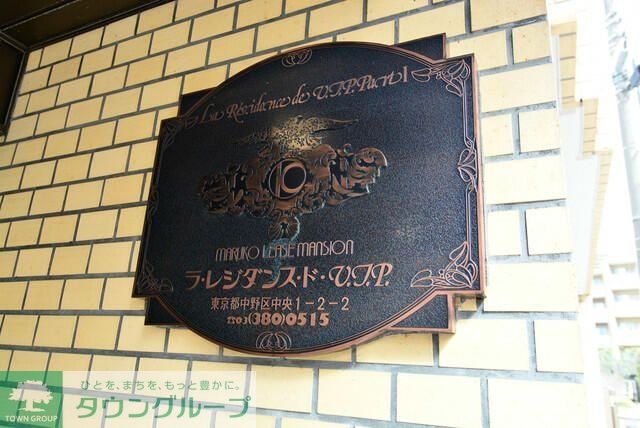 La Résidence de V.I.P. Part I
MARUKO LEASE MANSION
ラ・レジダンス・ド・V.I.P.
東京都中野区中央1-2-2
☎03(380)0515
ひとを、まちを、もっと豊かに。
タウングループ
TOWN GROUP